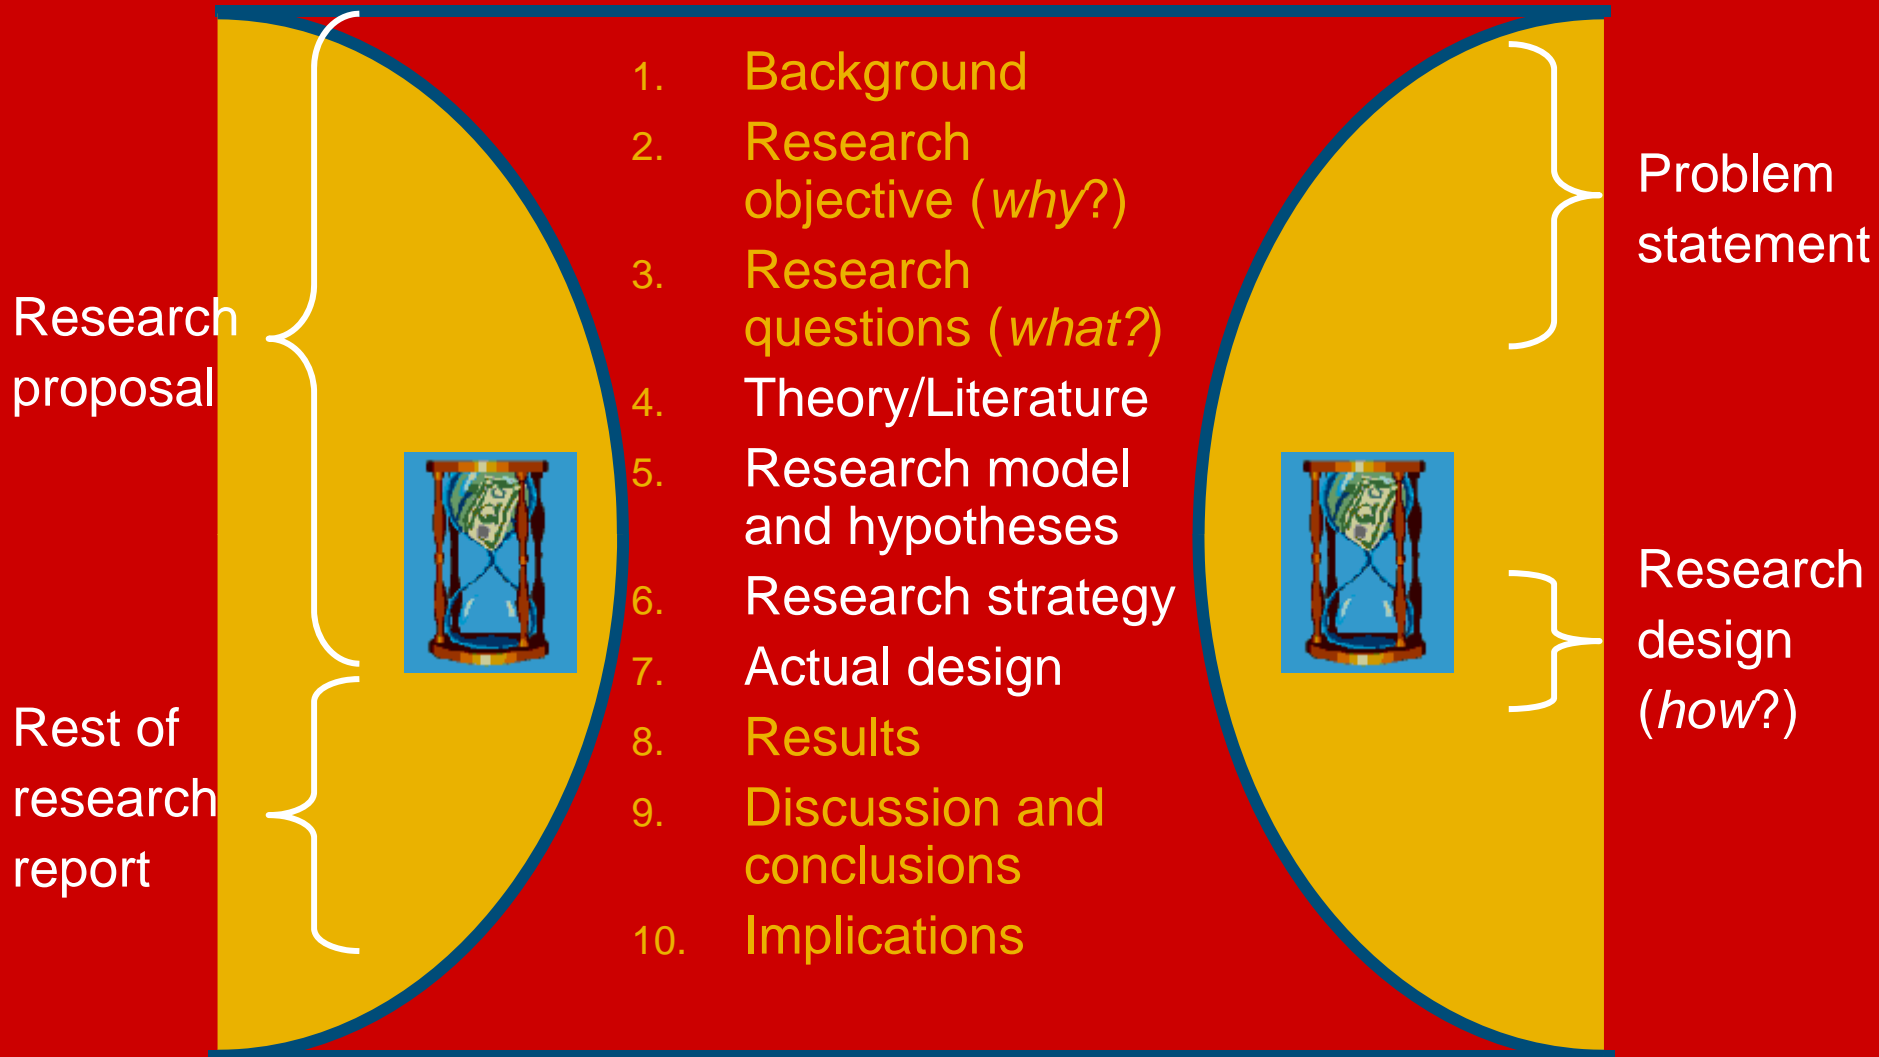 Research
proposal
Rest of
research
report
1. Background
2. Research
objective (why?)
3. Research
questions (what?)
4. Theory/Literature
5. Research model
and hypotheses
6. Research strategy
7. Actual design
8. Results
9. Discussion and
conclusions
10. Implications
Problem
statement
Research
design
(how?)